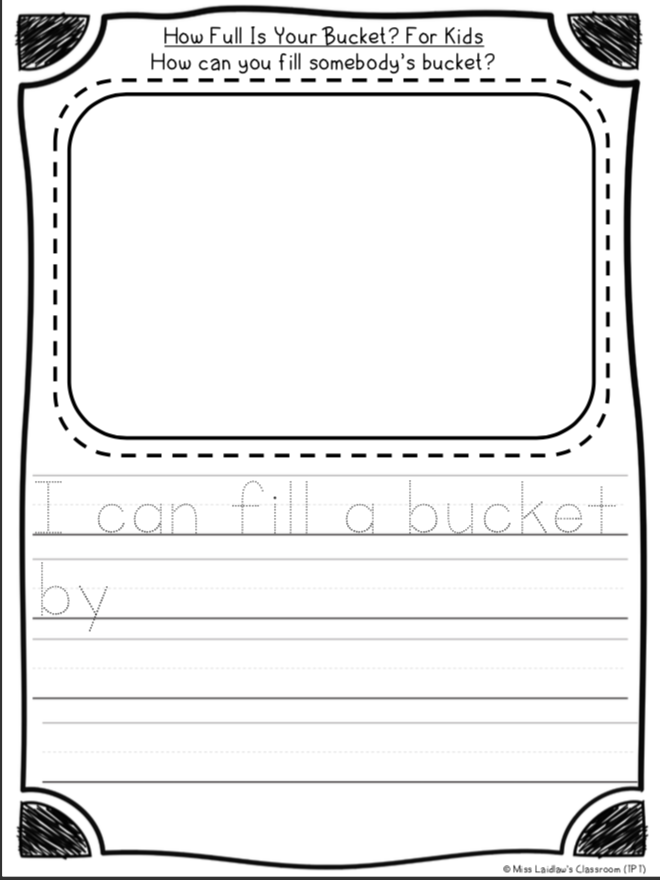 How Full Is Your Bucket? For Kids
How can you fill somebody's bucket?
I can fill a bucket
by
© Miss Laidlaw's Classroom (TPT)